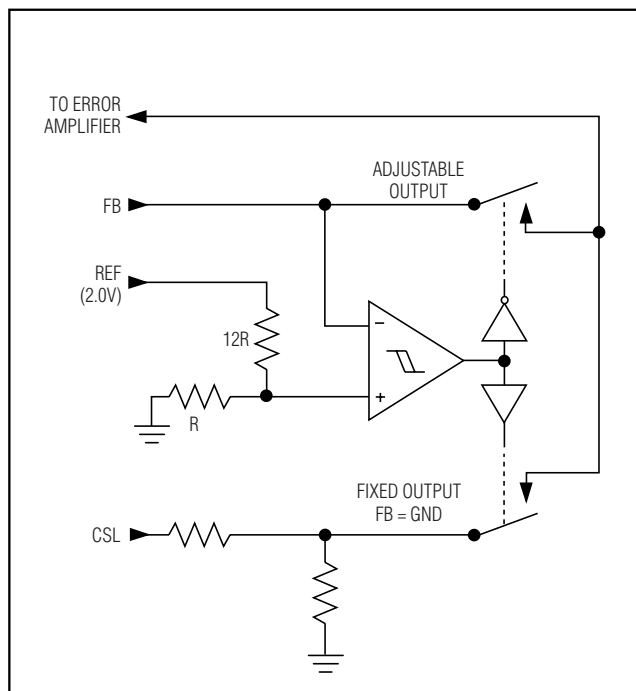 TO ERROR
AMPLIFIER
ADJUSTABLE
OUTPUT
FB
REF
(2.0V)
12R
−
+
R
FIXED OUTPUT
FB = GND
CSL